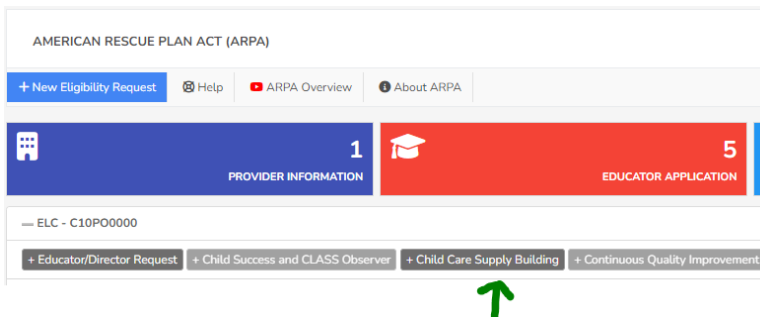 AMERICAN RESCUE PLAN ACT (ARPA)
+ New Eligibility Request Help ARPA Overview About ARPA
1 5
PROVIDER INFORMATION EDUCATOR APPLICATION
— ELC - C10PO0000
+ Educator/Director Request + Child Success and CLASS Observer + Child Care Supply Building + Continuous Quality Improvement